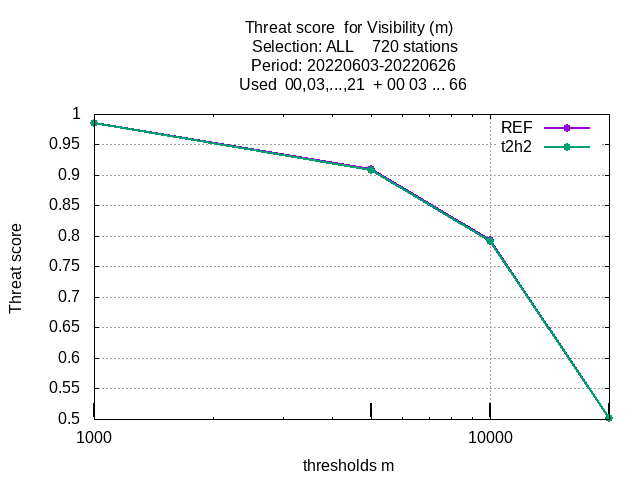 Threat score  for Visibility (m)
Selection: ALL    720 stations
Period: 20220603-20220626
Used  00,03,...,21  + 00 03 ... 66
REF
t2h2
1
0.95
0.9
0.85
0.8
0.75
0.7
0.65
0.6
0.55
0.5
Threat score
1000
10000
thresholds m